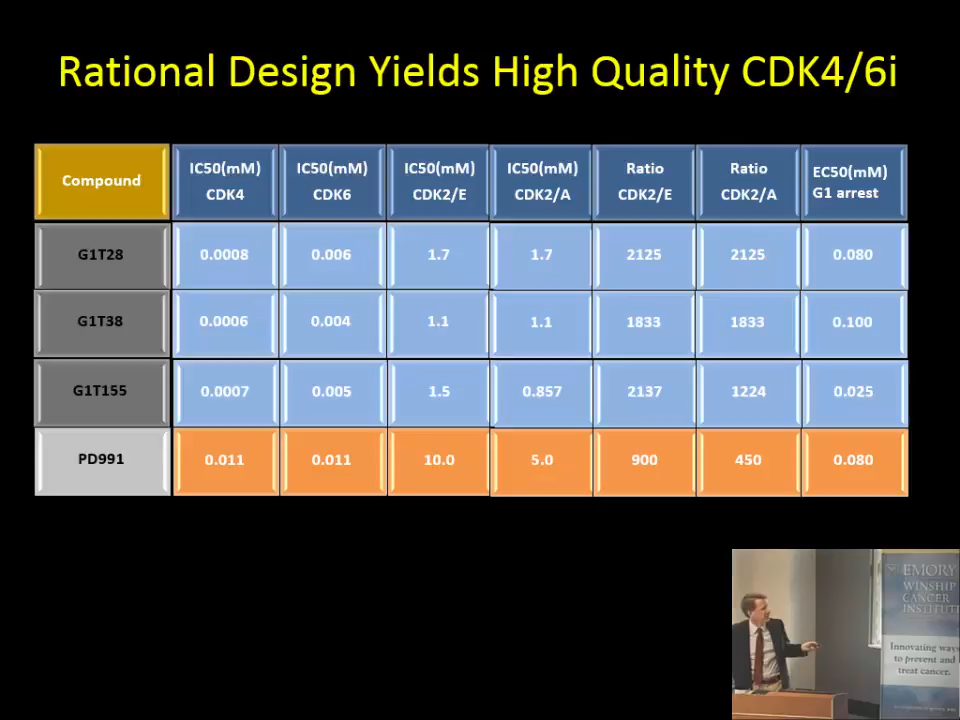 Rational Design Yields High Quality CDK4/6i
Compound IC50(mM) CDK4 IC50(mM) CDK6 IC50(mM) CDK2/E IC50(mM) CDK2/A Ratio CDK2/E Ratio CDK2/A EC50(mM) G1 arrest
G1T28 0.0008 0.006 1.7 1.7 2125 2125 0.080
G1T38 0.0006 0.004 1.1 1.1 1833 1833 0.100
G1T155 0.0007 0.005 1.5 0.857 2137 1224 0.025
PD991 0.011 0.011 10.0 5.0 900 450 0.080
EMORY
WINSHIP
CANCER
INSTITUTE
Innovating ways
to prevent and
treat cancer.